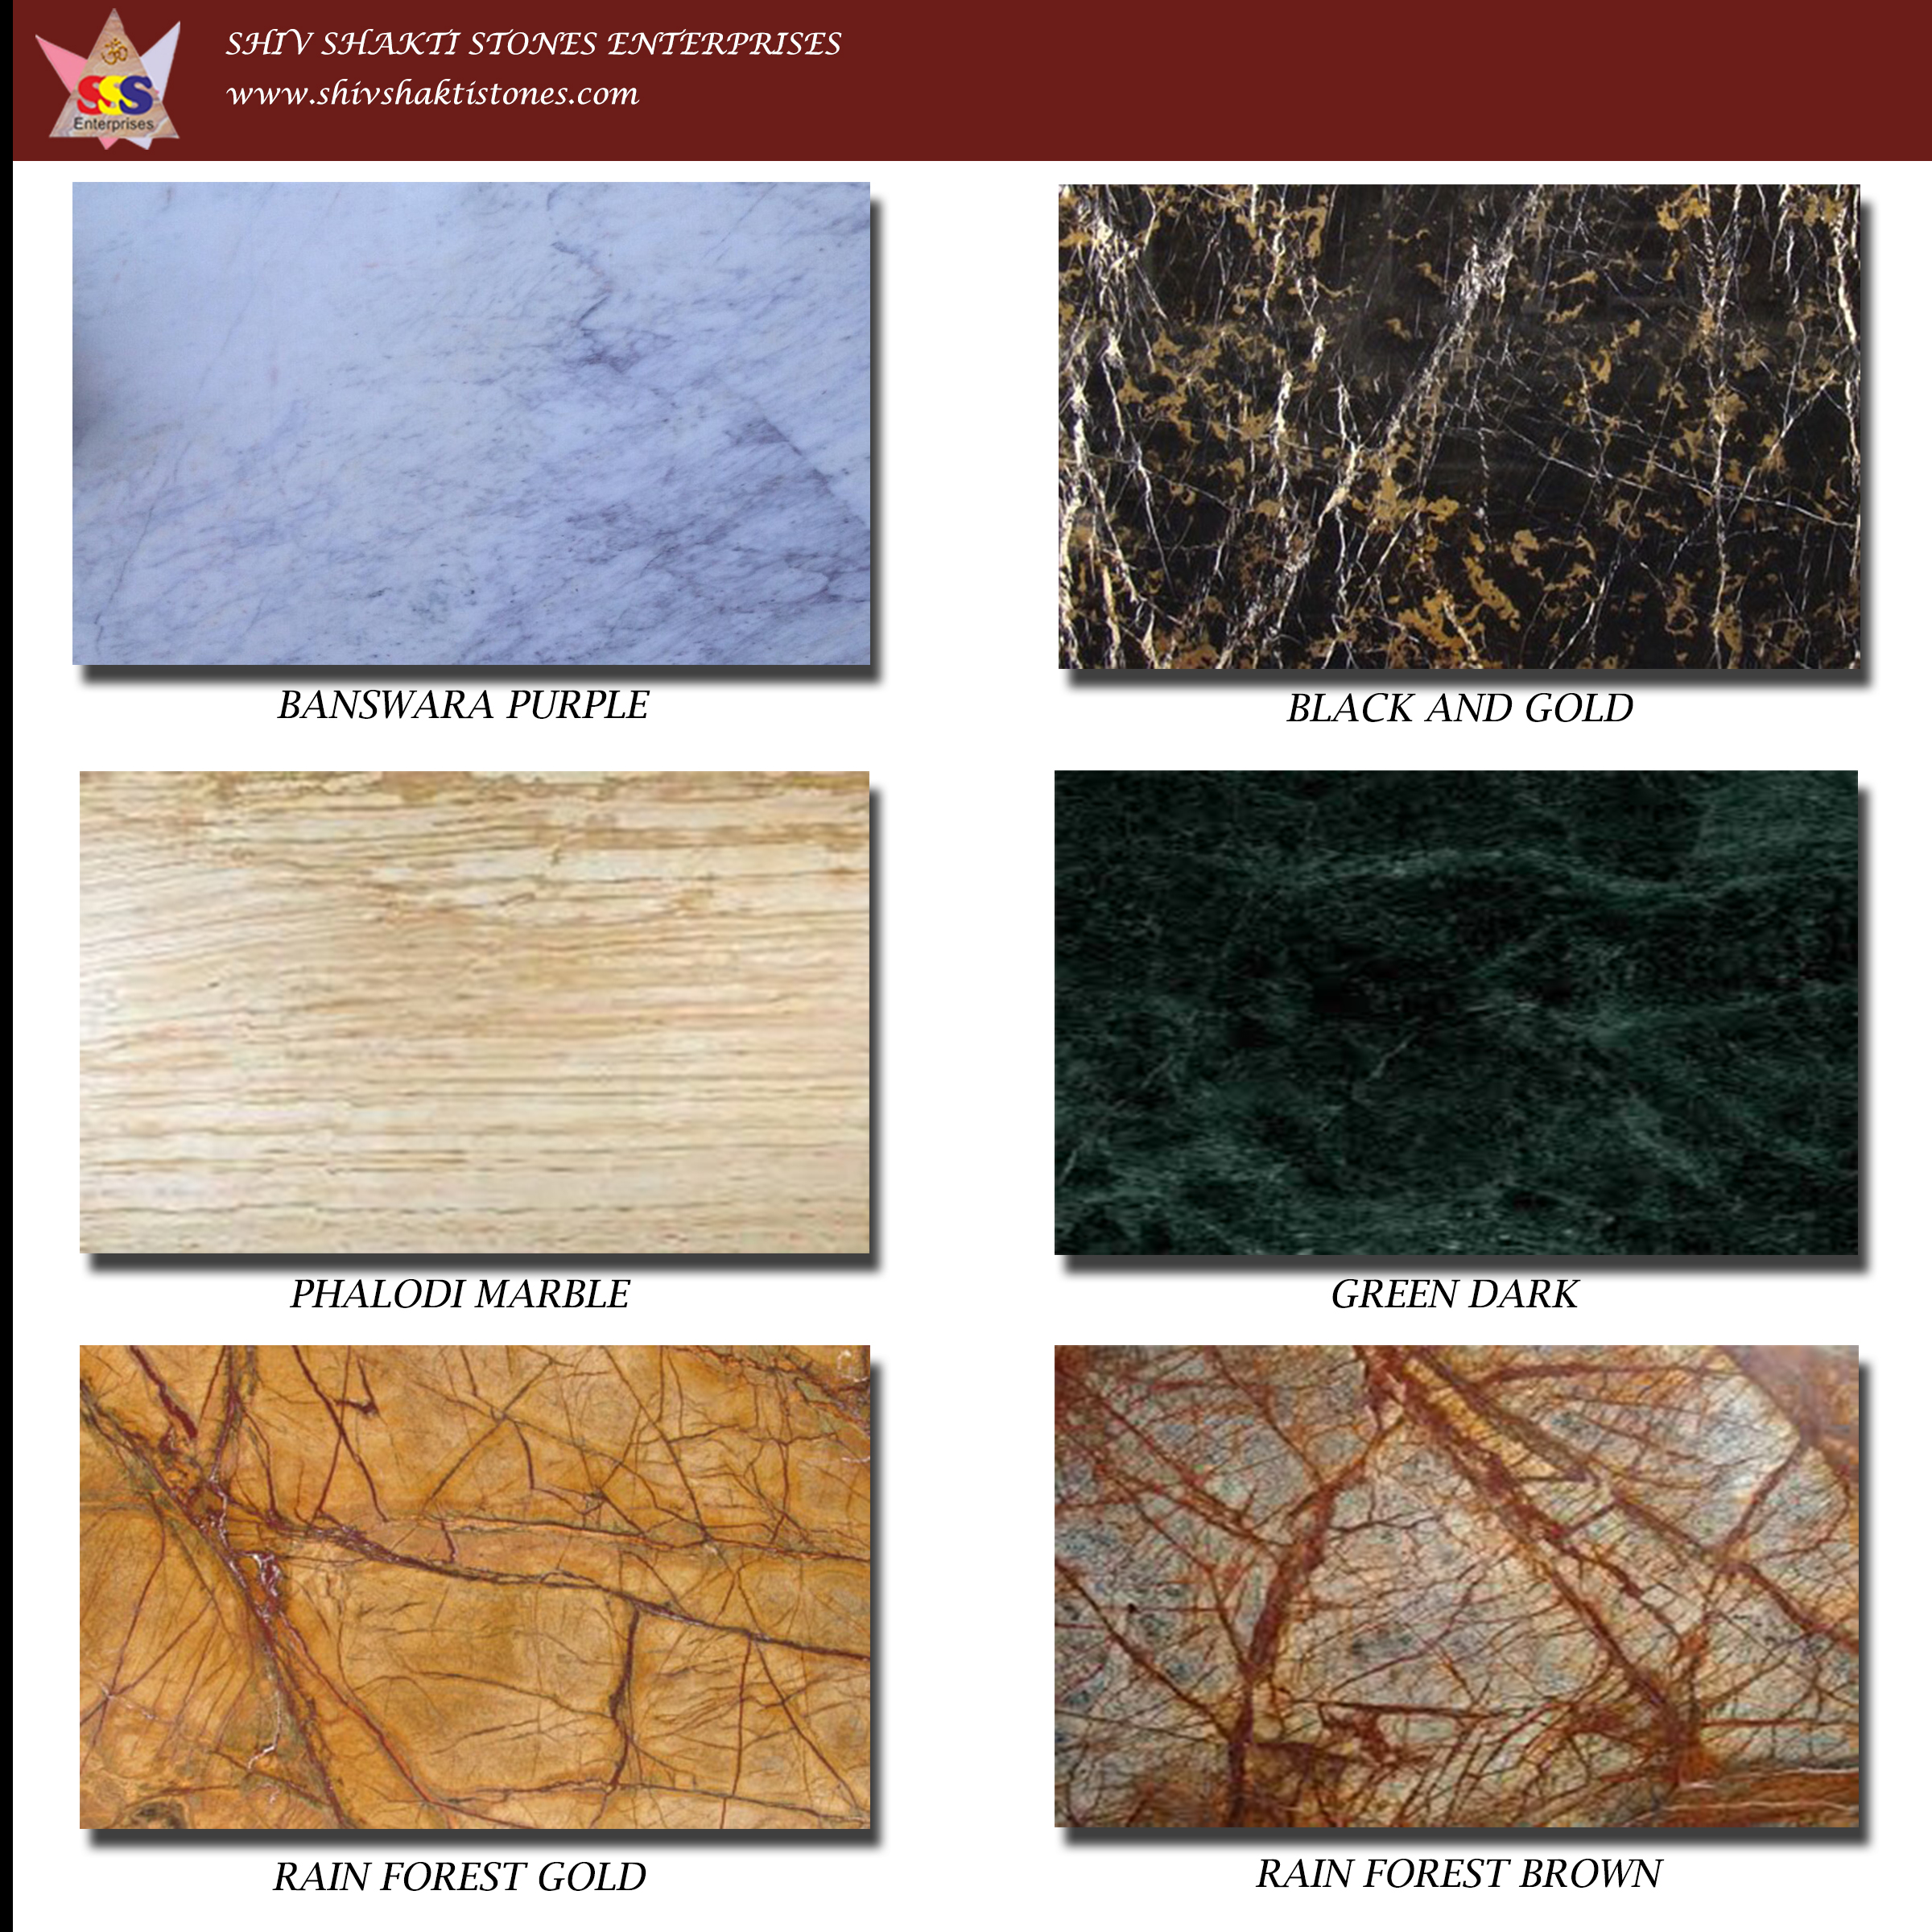 ॐ
SSS
Enterprises
SHIV SHAKTI STONES ENTERPRISES
www.shivshaktistones.com
BANSWARA PURPLE
BLACK AND GOLD
PHALODI MARBLE
GREEN DARK
RAIN FOREST GOLD
RAIN FOREST BROWN